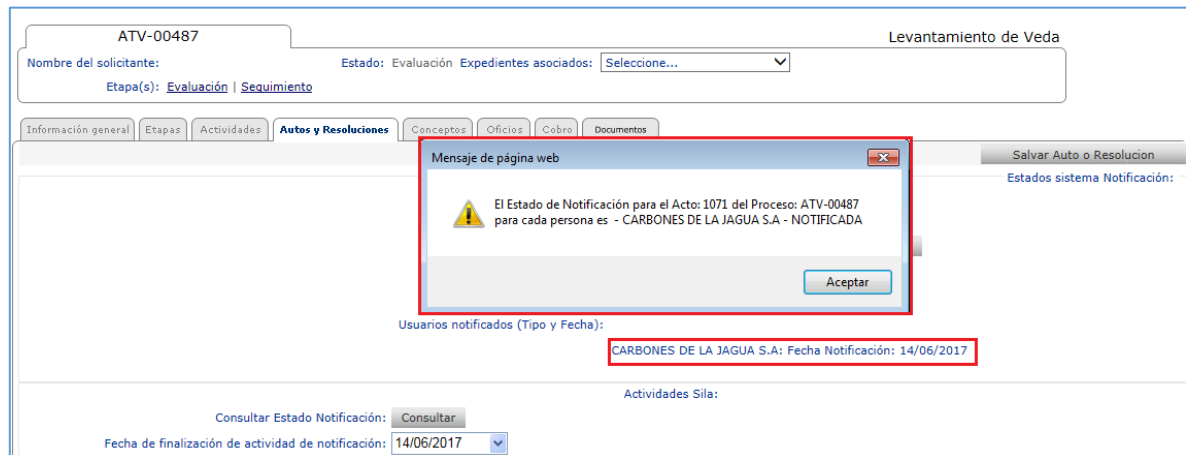 ATV-00487
Levantamiento de Veda
Nombre del solicitante: Estado: Evaluación Expedientes asociados: Seleccione...
Etapa(s): Evaluación | Seguimiento
Información general Etapas Actividades Autos y Resoluciones Conceptos Oficios Cobro Documentos
Mensaje de página web
Salvar Auto o Resolucion
Estados sistema Notificación:
El Estado de Notificación para el Acto: 1071 del Proceso: ATV-00487
para cada persona es - CARBONES DE LA JAGUA S.A - NOTIFICADA
Aceptar
Usuarios notificados (Tipo y Fecha):
CARBONES DE LA JAGUA S.A: Fecha Notificación: 14/06/2017
Actividades Sila:
Consultar Estado Notificación: Consultar
Fecha de finalización de actividad de notificación: 14/06/2017